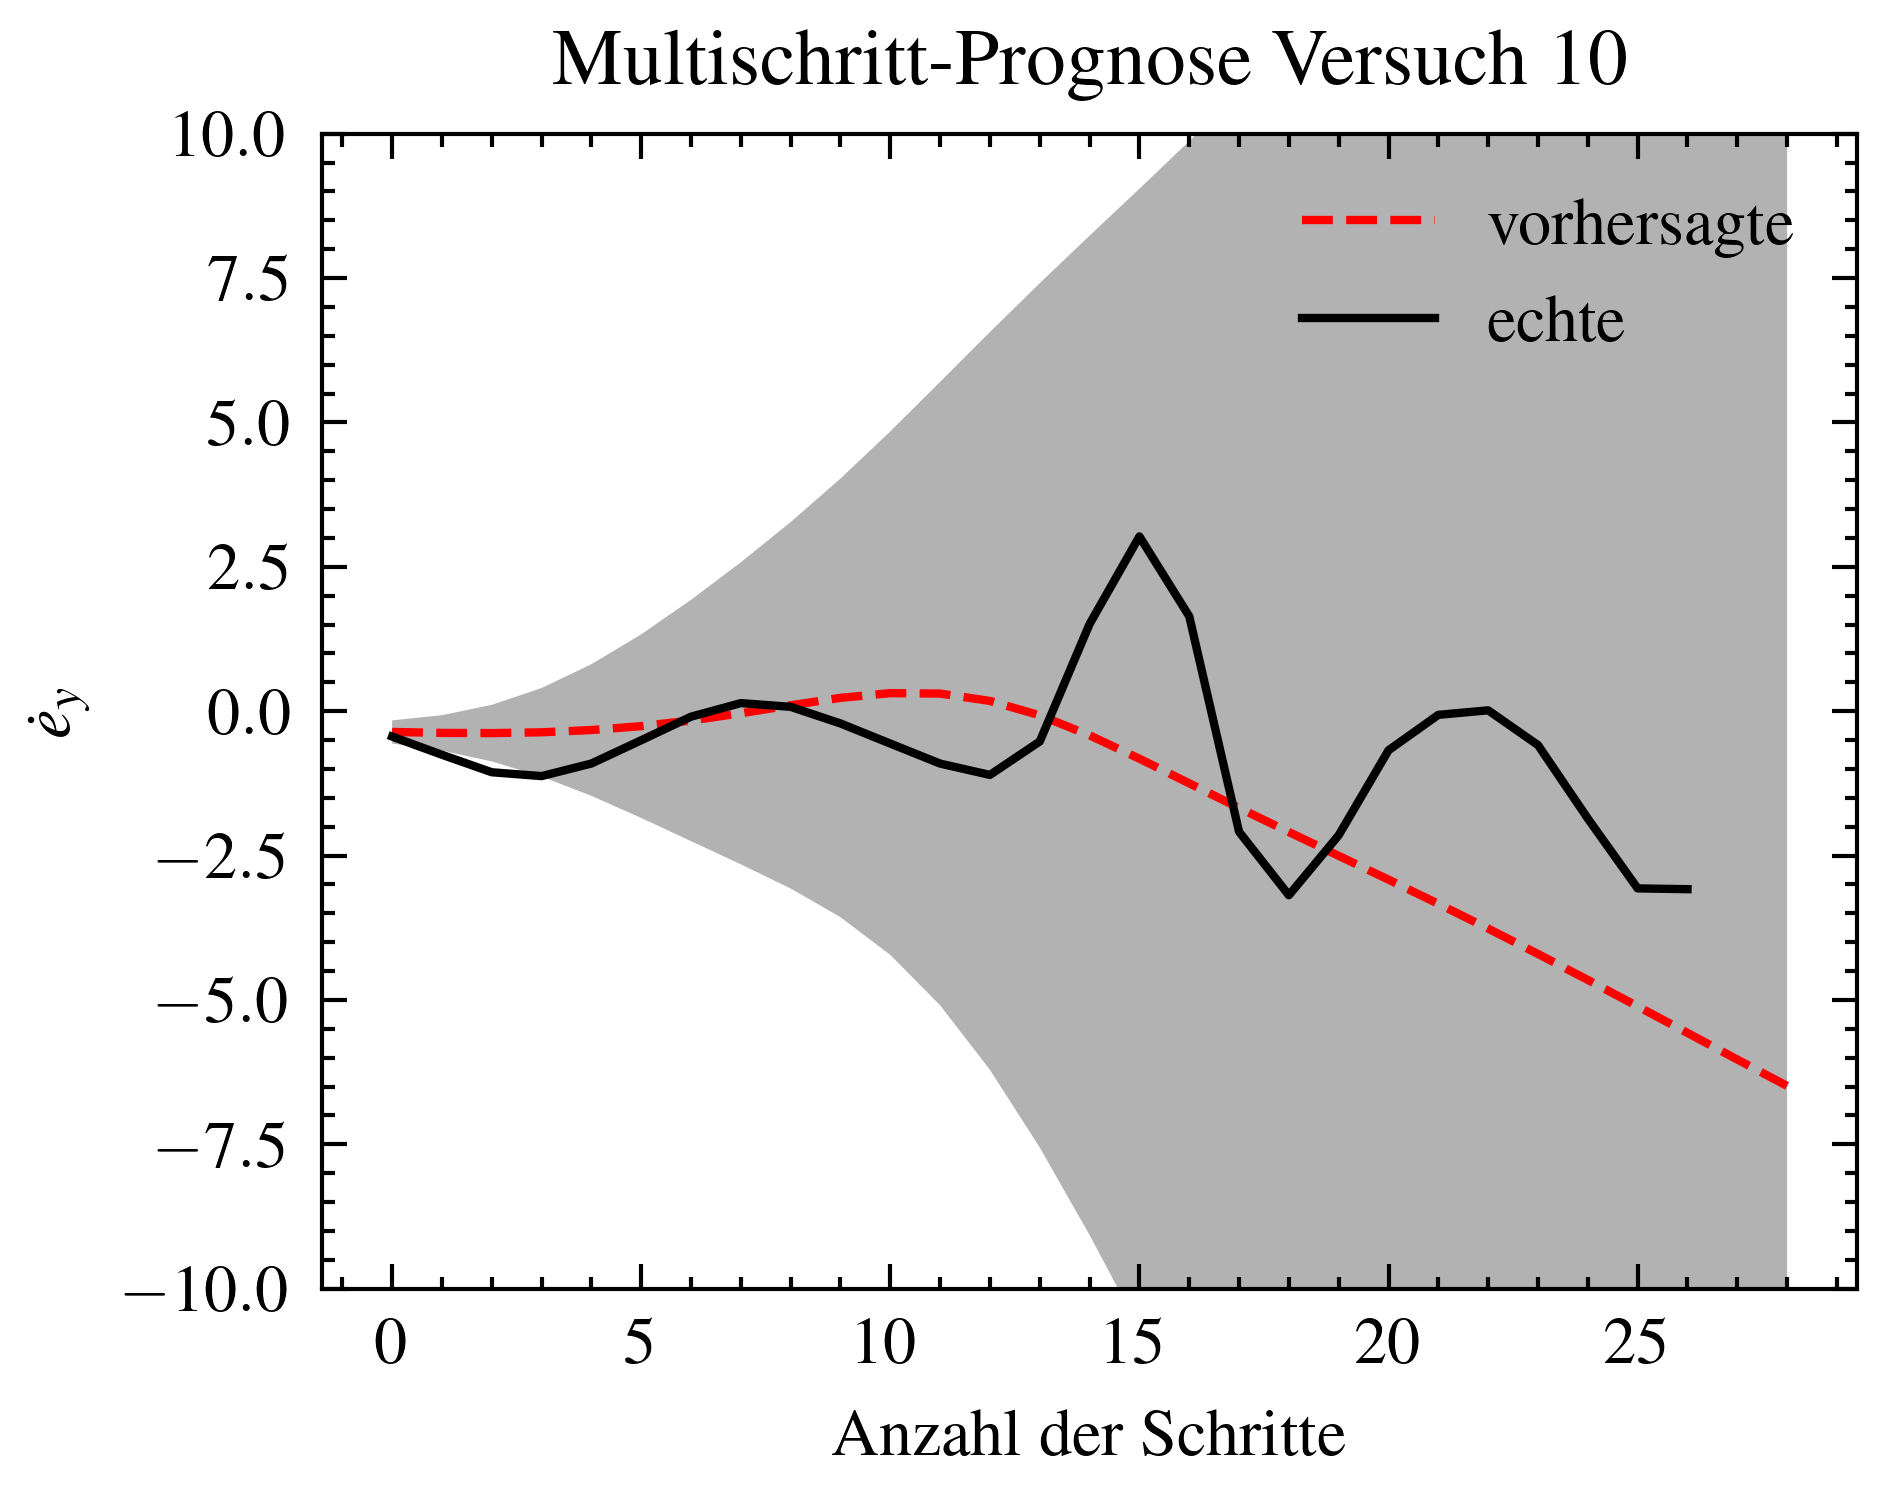 Multischritt-Prognose Versuch 10
10.0
7.5
5.0
2.5
0.0
−2.5
−5.0
−7.5
−10.0
ė_y
vorhersagte
echte
0 5 10 15 20 25
Anzahl der Schritte